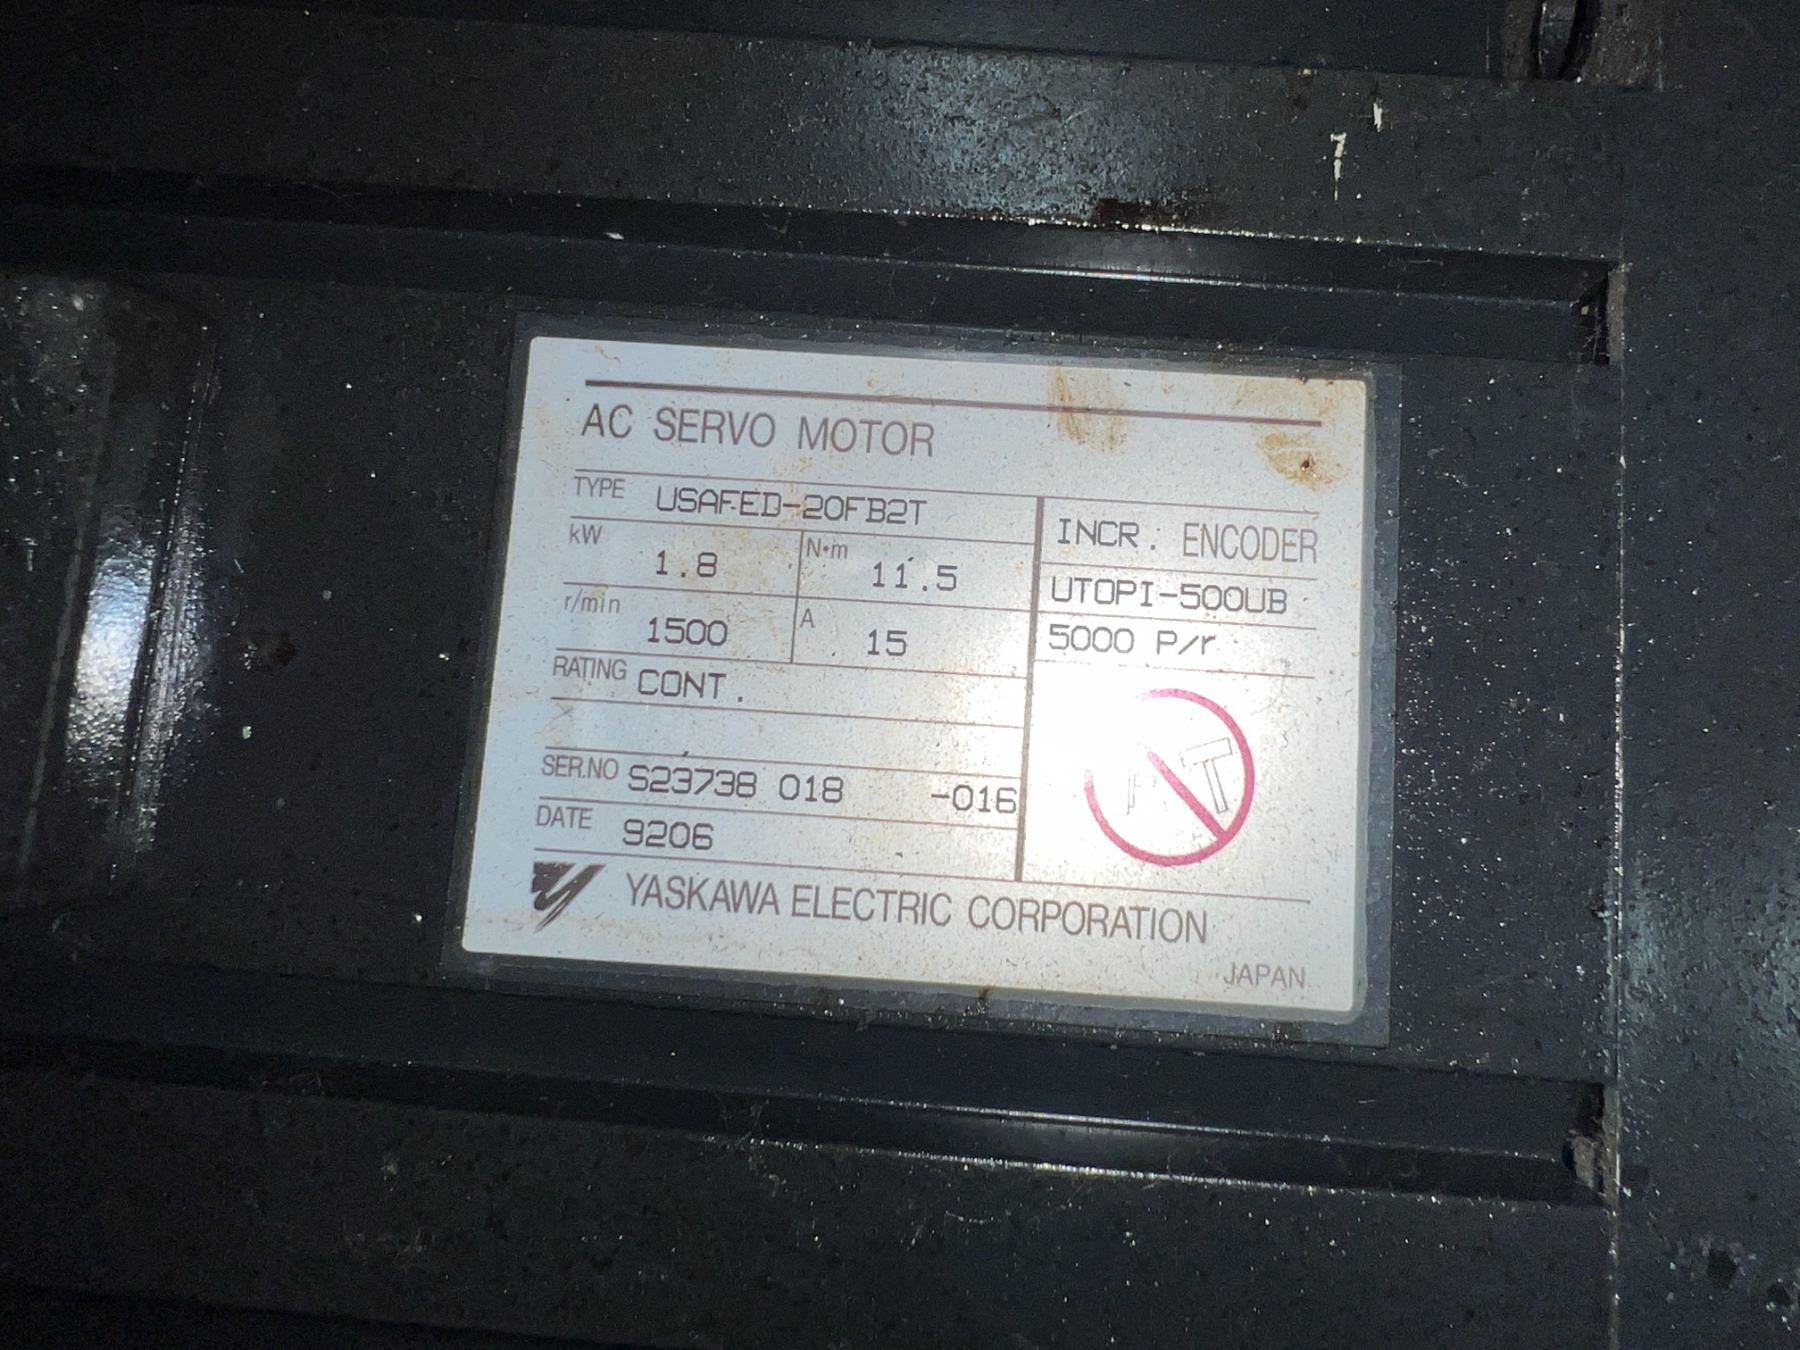 AC SERVO MOTOR
TYPE USAFED-20FB2T
kW 1.8 N·m 11.5
r/min 1500 A 15
RATING CONT.
SER.NO S23738 018 -016
DATE 9206
INCR. ENCODER
UTOPI-500UB
5000 P/r
YASKAWA ELECTRIC CORPORATION
JAPAN